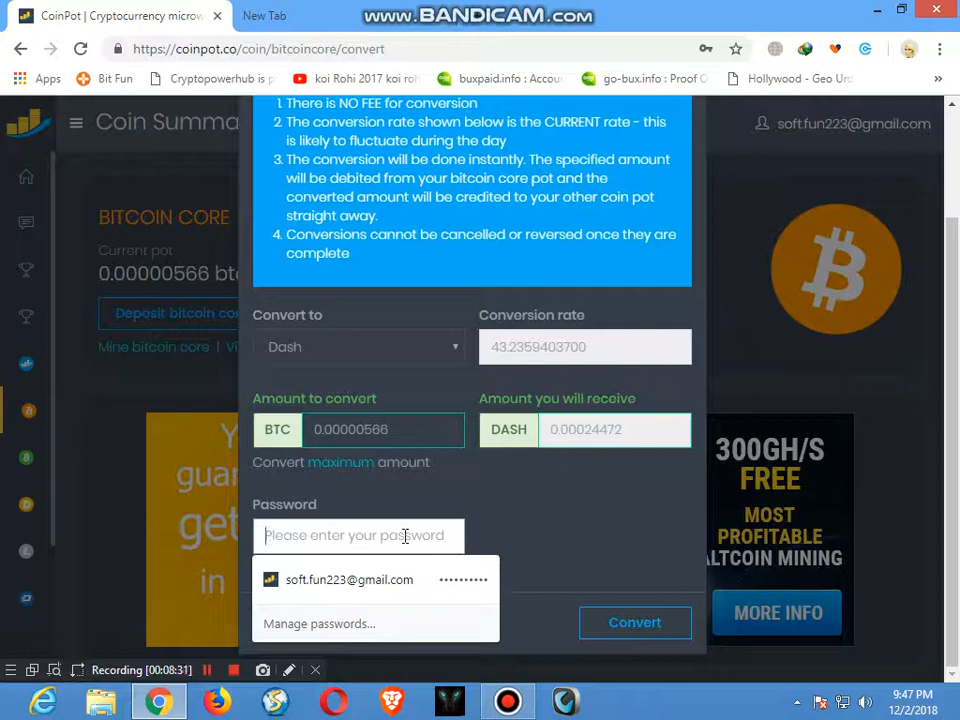 CoinPot | Cryptocurrency microw
New Tab
www.BANDICAM.com
https://coinpot.co/coin/bitcoincore/convert
Apps
Bit Fun
Cryptopowerhub is p
koi Rohi 2017 koi roh
buxpaid.info : Accou
go-bux.info : Proof O
Hollywood - Geo Urd
»
Coin Summa
soft.fun223@gmail.com
1. There is NO FEE for conversion
2. The conversion rate shown below is the CURRENT rate - this
is likely to fluctuate during the day
3. The conversion will be done instantly. The specified amount
will be debited from your bitcoin core pot and the
converted amount will be credited to your other coin pot
straight away.
4. Conversions cannot be cancelled or reversed once they are
complete
BITCOIN CORE
Current pot
0.00000566 btc
Deposit bitcoin co
Mine bitcoin core | Vi
Convert to
Conversion rate
Dash
43.2359403700
Amount to convert
Amount you will receive
BTC
0.00000566
DASH
0.00024472
Convert maximum amount
Password
Please enter your password
soft.fun223@gmail.com
••••••••••
Manage passwords...
Convert
Y
gua
get
in
300GH/S
FREE
MOST
PROFITABLE
ALTCOIN MINING
MORE INFO
Recording [00:08:31]
9:47 PM
12/2/2018